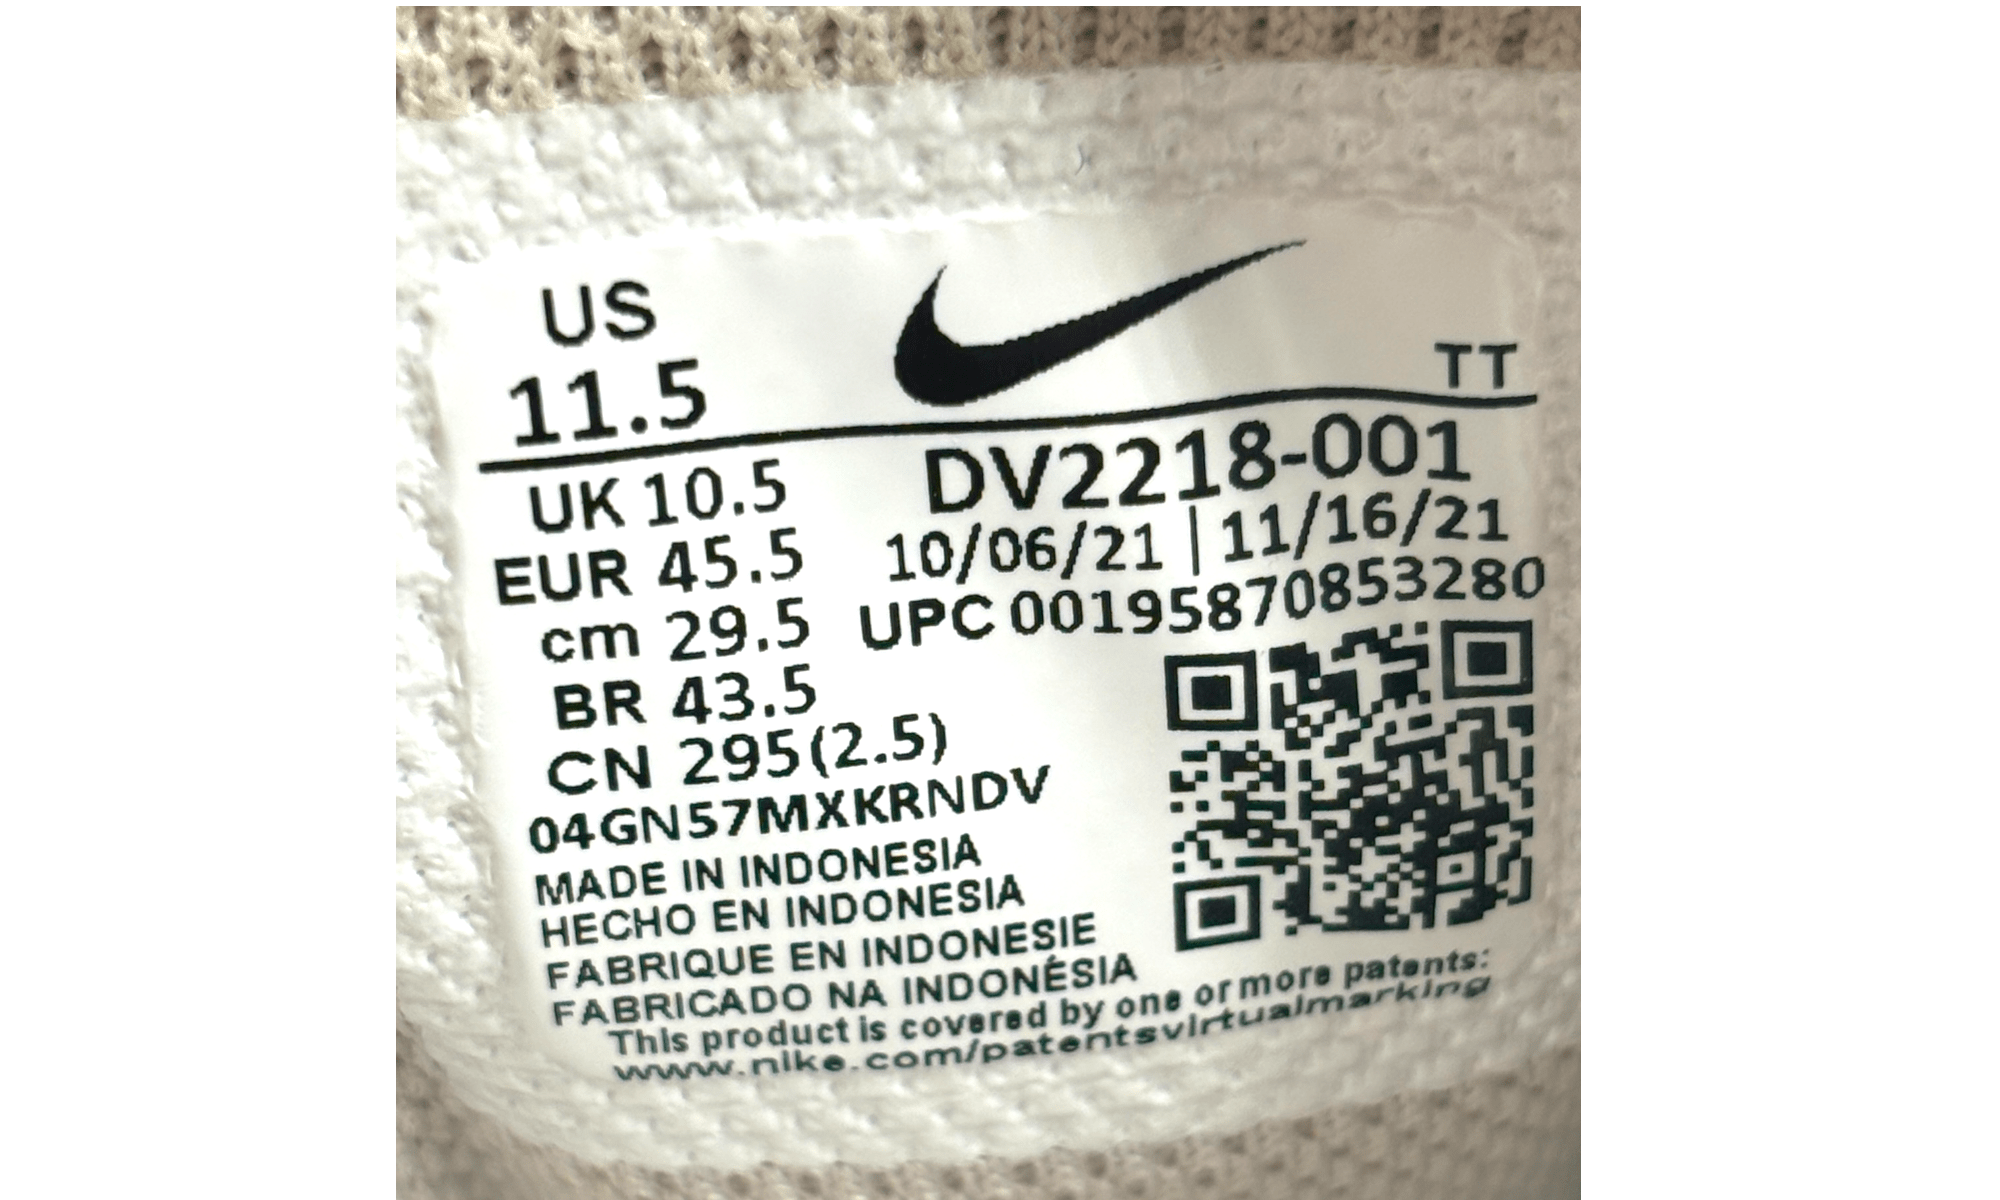 US
11.5
TT
UK 10.5
EUR 45.5
cm 29.5
BR 43.5
CN 295(2.5)
DV2218-001
10/06/21 | 11/16/21
UPC 00195870853280
04GN57MXKRNDV
MADE IN INDONESIA
HECHO EN INDONESIA
FABRIQUE EN INDONESIE
FABRICADO NA INDONÉSIA
This product is covered by one or more patents:
www.nike.com/patentsvirtualmarking